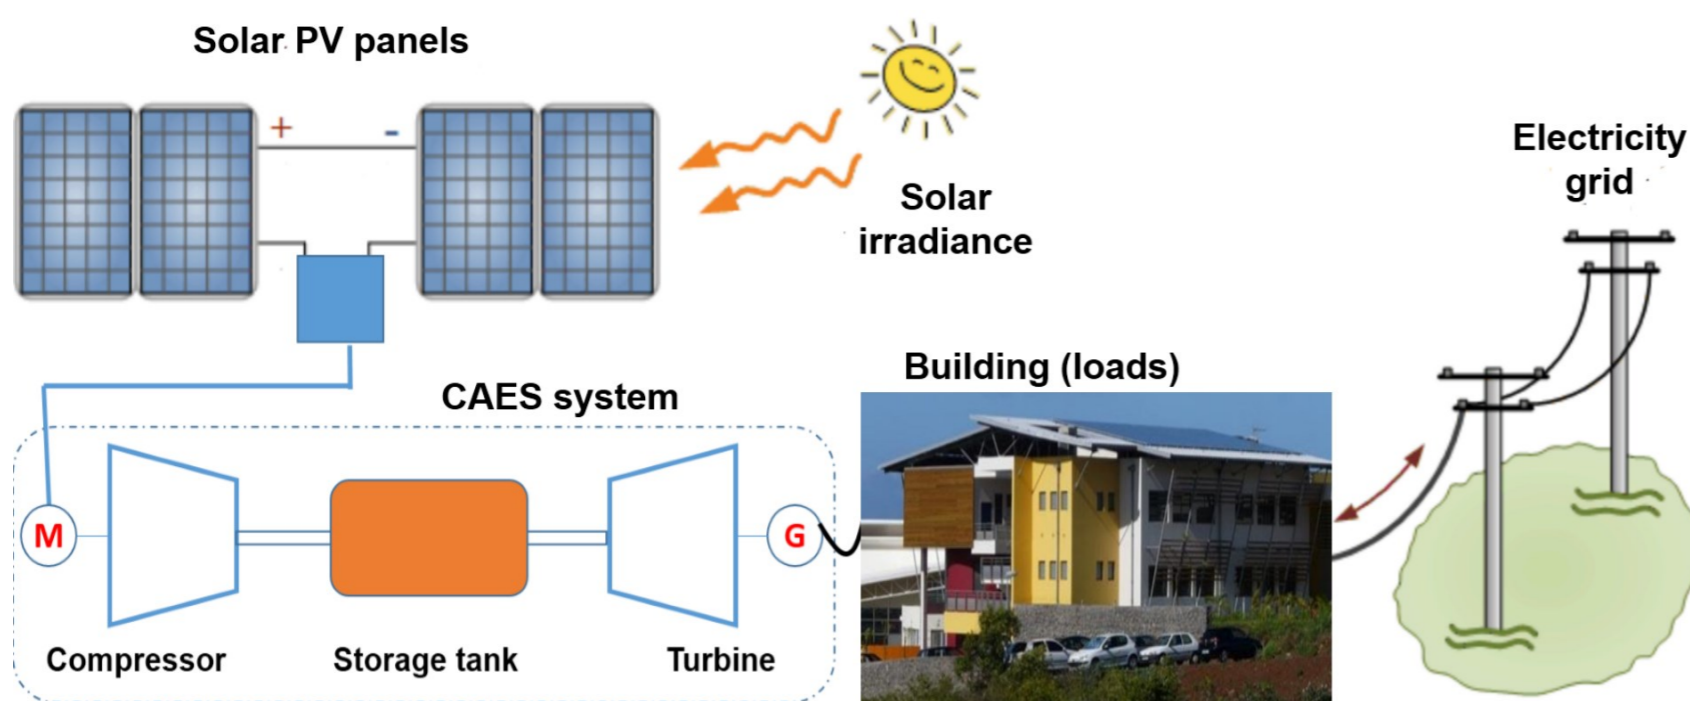 Solar PV panels
+ -
Solar
irradiance
Electricity
grid
Building (loads)
CAES system
M
G
Compressor
Storage tank
Turbine